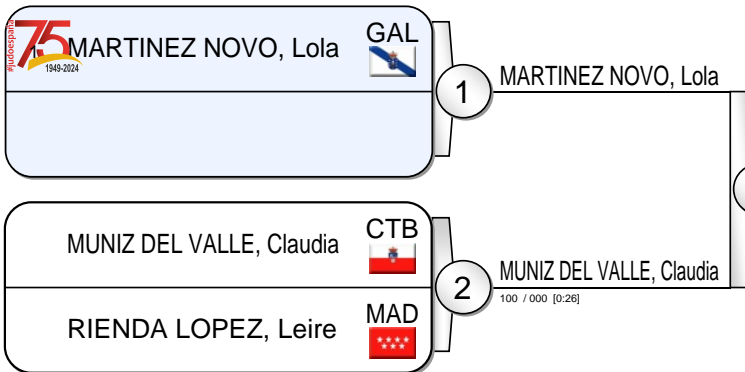 #judoespaña
75
1949-2024
MARTINEZ NOVO, Lola GAL
1 MARTINEZ NOVO, Lola
MUNIZ DEL VALLE, Claudia CTB
2 MUNIZ DEL VALLE, Claudia
100 / 000 [0:26]
RIENDA LOPEZ, Leire MAD